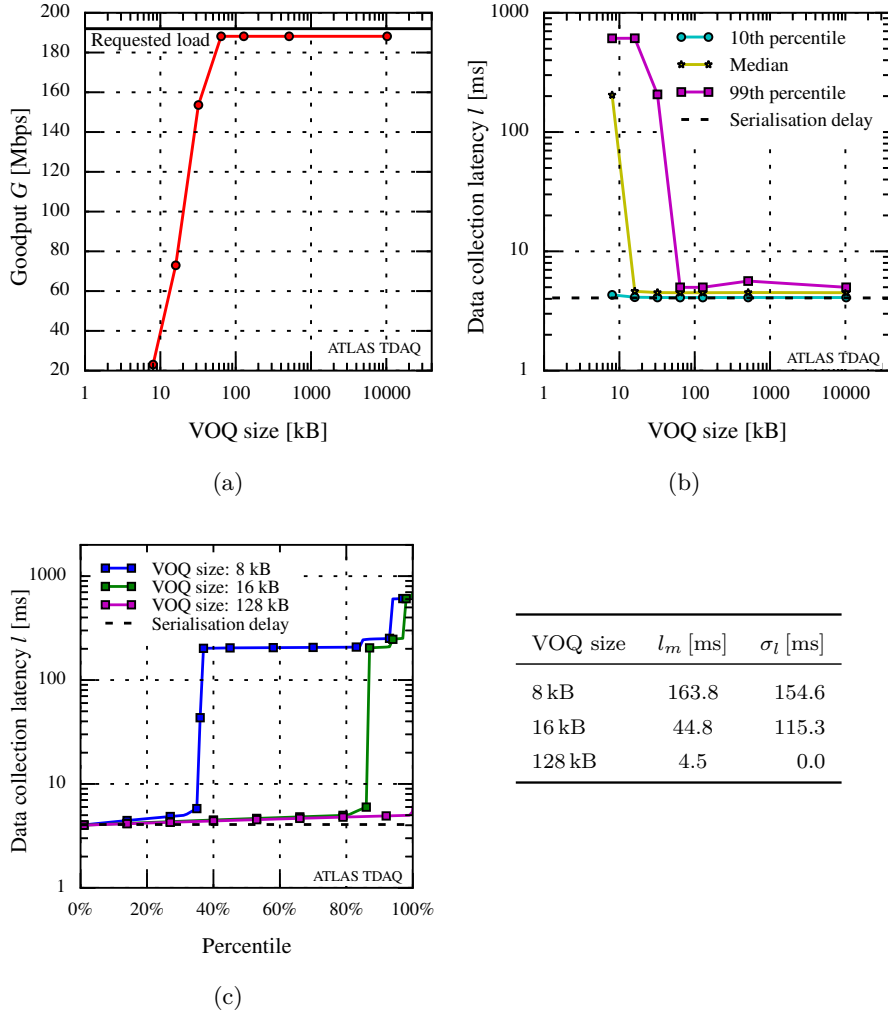 Goodput G [Mbps]
200
180
160
140
120
100
80
60
40
20
Requested load
ATLAS TDAQ
1 10 100 1000 10000
VOQ size [kB]
(a)
Data collection latency l [ms]
1000
100
10
1
10th percentile
Median
99th percentile
Serialisation delay
ATLAS TDAQ
1 10 100 1000 10000
VOQ size [kB]
(b)
Data collection latency l [ms]
1000
100
10
1
VOQ size: 8 kB
VOQ size: 16 kB
VOQ size: 128 kB
Serialisation delay
ATLAS TDAQ
0% 20% 40% 60% 80% 100%
Percentile
(c)
VOQ size l_m [ms] σ_l [ms]
8 kB 163.8 154.6
16 kB 44.8 115.3
128 kB 4.5 0.0